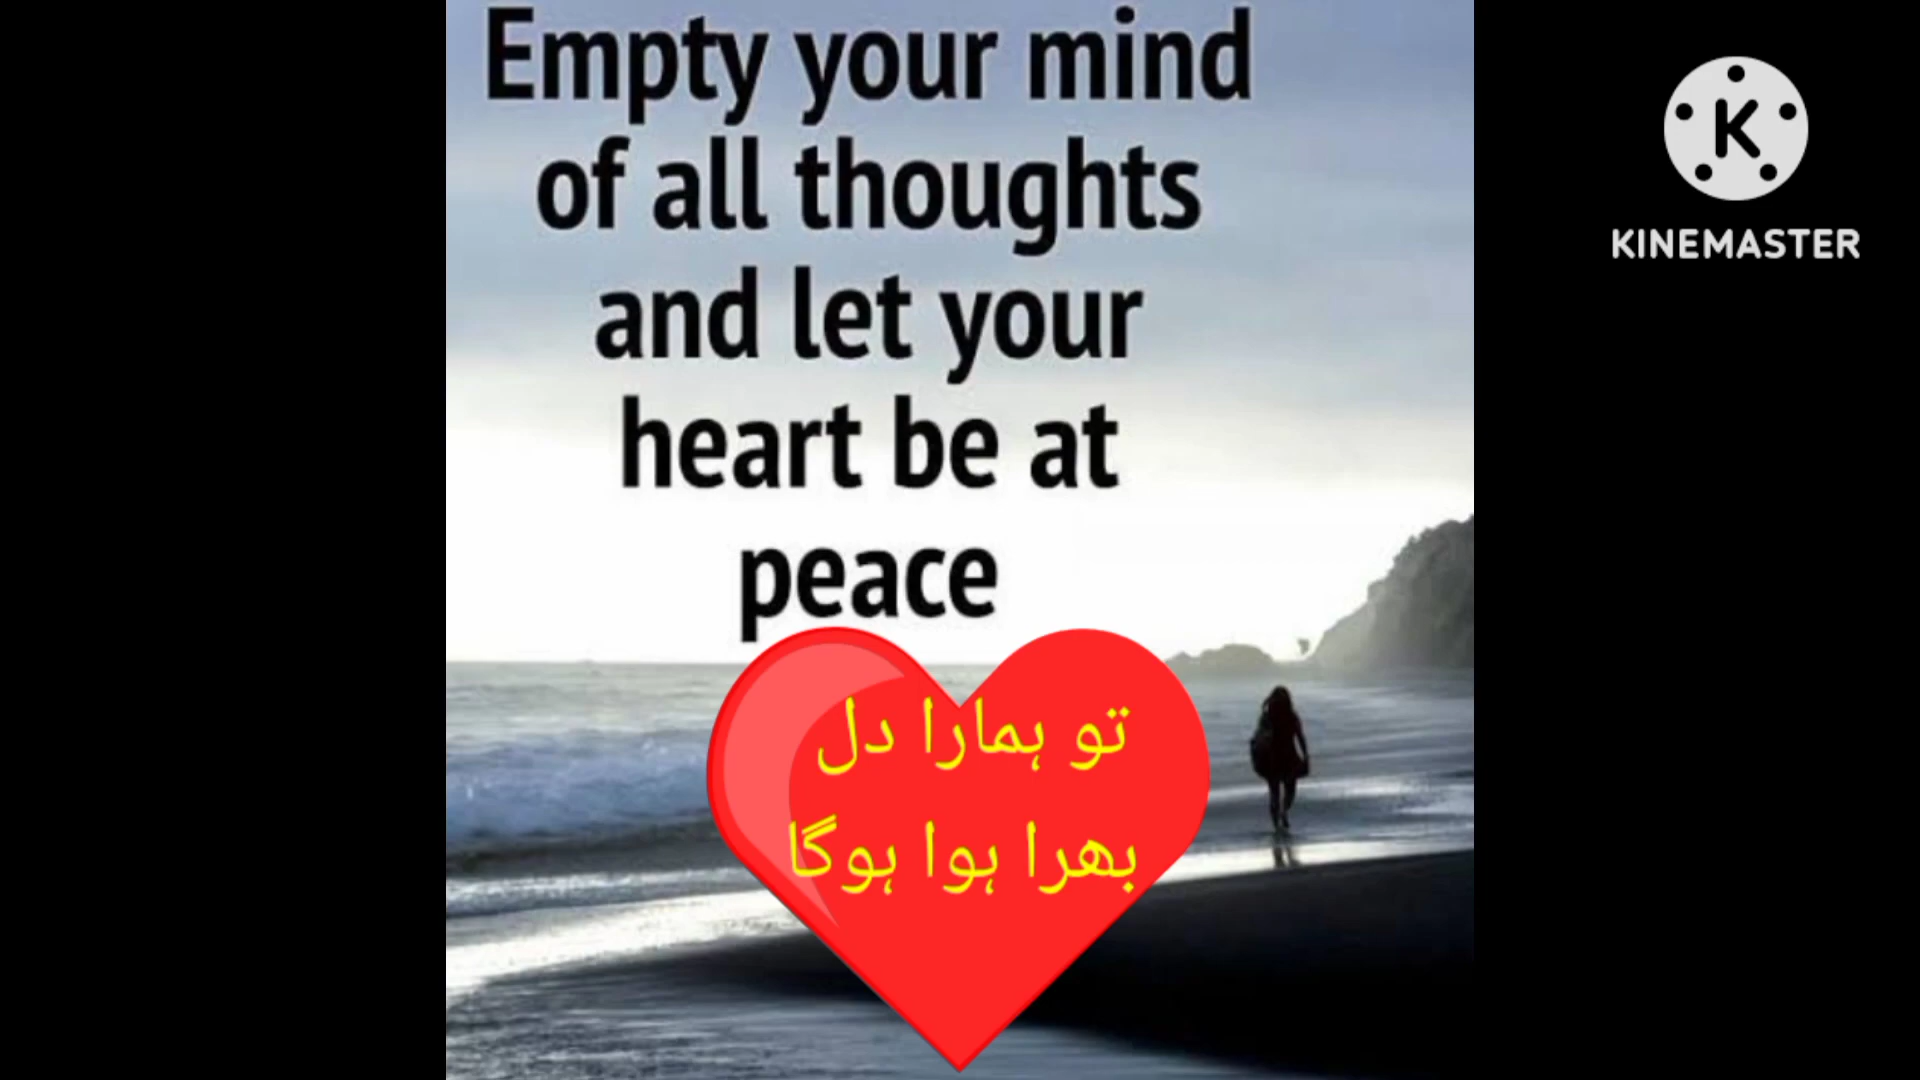 Empty your mind
of all thoughts
and let your
heart be at
peace
تو ہمارا دل
بھرا ہوا ہوگا
K
KINEMASTER